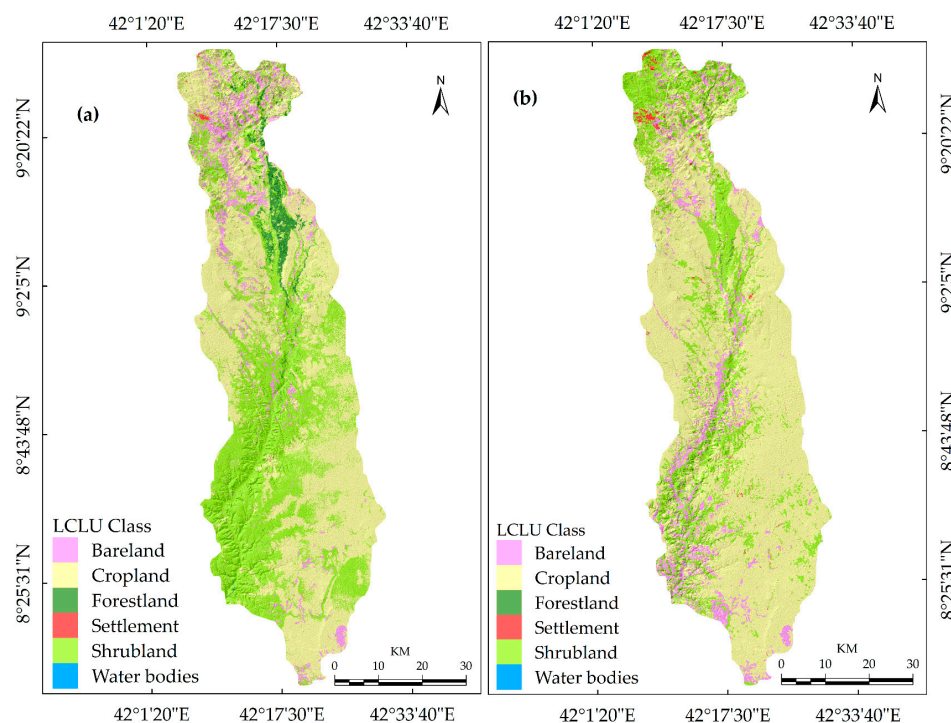 42°1'20"E 42°17'30"E 42°33'40"E
42°1'20"E 42°17'30"E 42°33'40"E
N
N
(a)
(b)
9°20'22"N
9°2'5"N
8°43'48"N
8°25'31"N
9°20'22"N
9°2'5"N
8°43'48"N
8°25'31"N
LCLU Class
Bareland
Cropland
Forestland
Settlement
Shrubland
Water bodies
KM
0 10 20 30
LCLU Class
Bareland
Cropland
Forestland
Settlement
Shrubland
Water bodies
KM
0 10 20 30
42°1'20"E 42°17'30"E 42°33'40"E
42°1'20"E 42°17'30"E 42°33'40"E